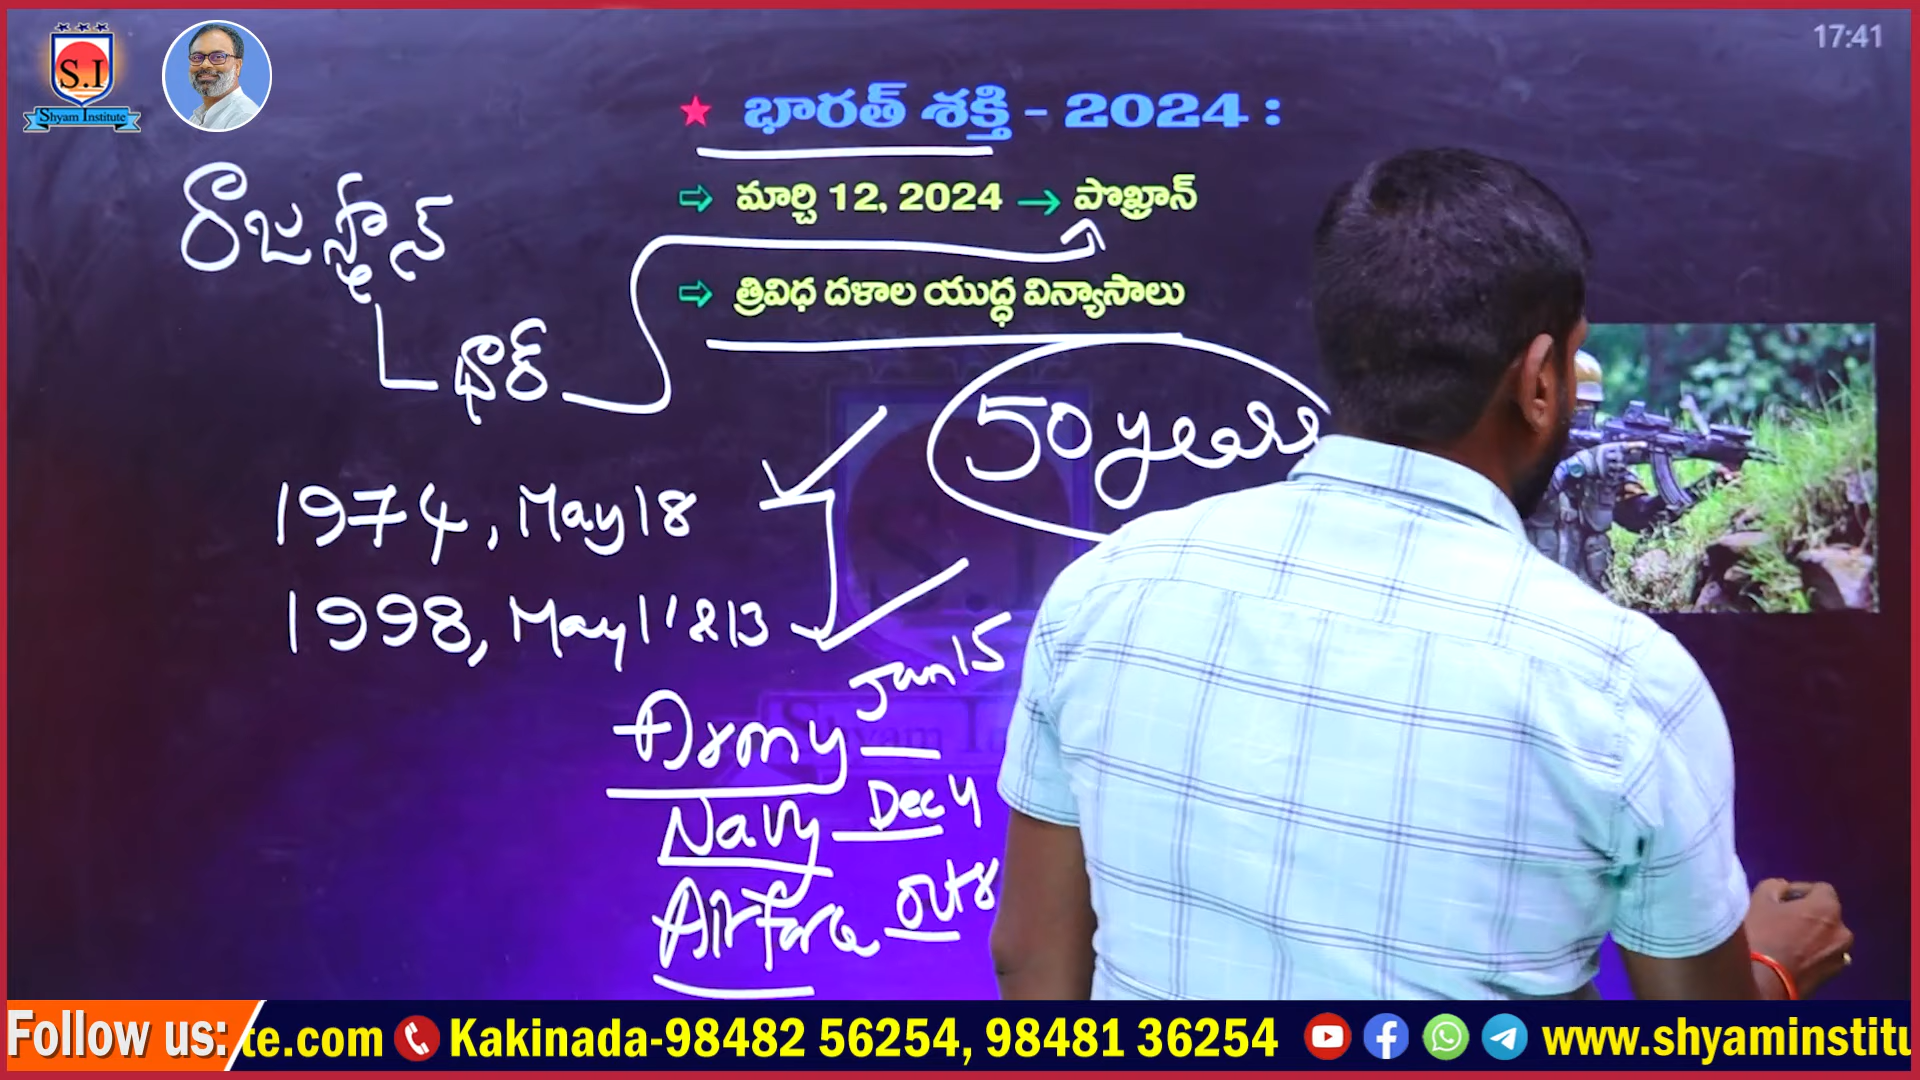 17:41
S.I
Shyam Institute
భారత్ శక్తి - 2024 :
మార్చి 12, 2024 → పోఖ్రాన్
త్రివిధ దళాల యుద్ధ విన్యాసాలు
రాజస్థాన్
థార్
50 years
1974, May 18
1998, May 11 & 13
Army - Jan 15
Navy - Dec 4
Airforce - Oct 8
Follow us:
te.com
Kakinada-98482 56254, 98481 36254
www.shyaminstitu